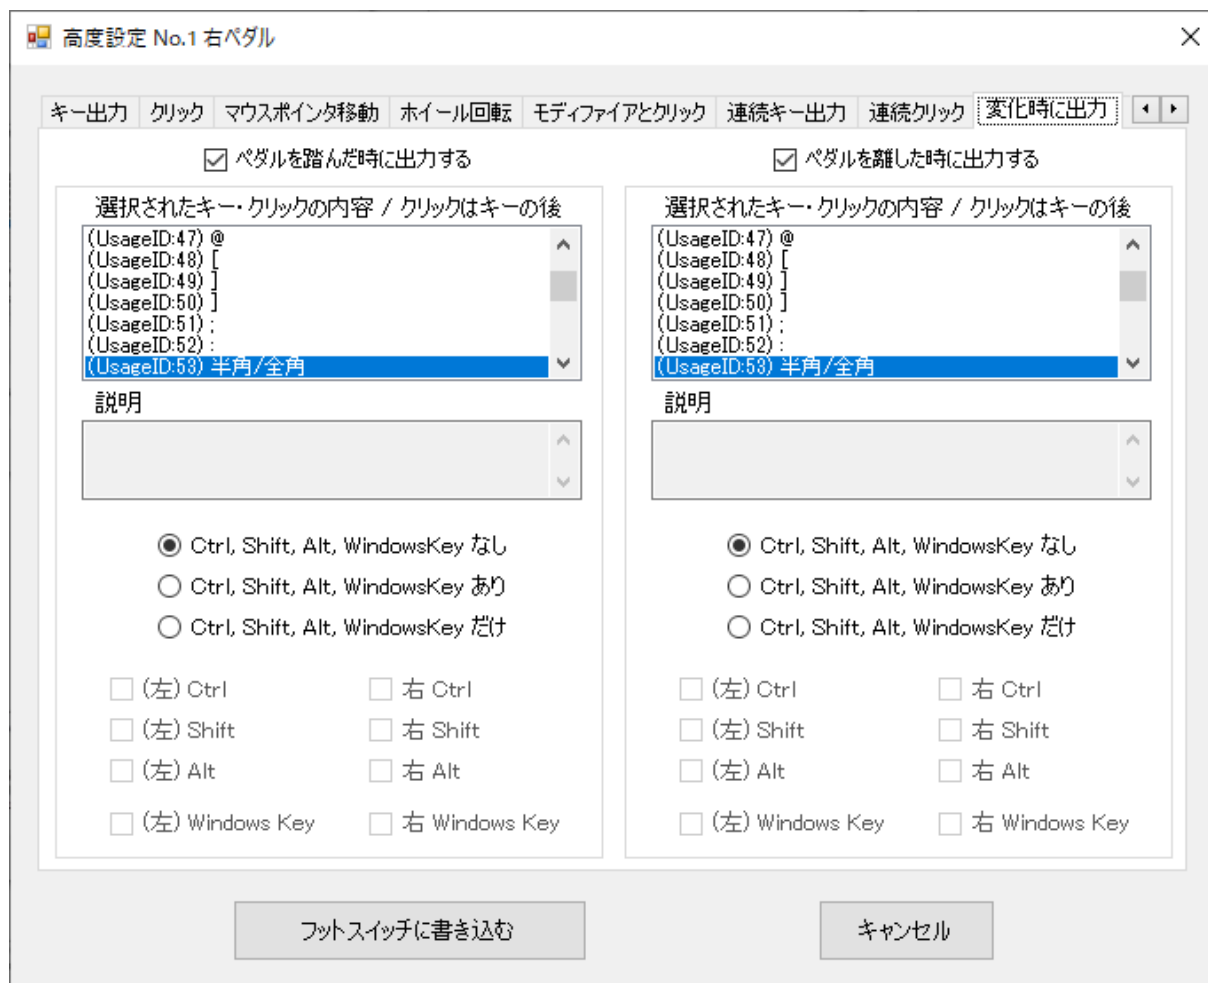 高度設定 No.1 右ペダル
キー出力 クリック マウスポインタ移動 ホイール回転 モディファイアとクリック 連続キー出力 連続クリック 変化時に出力
ペダルを踏んだ時に出力する
選択されたキー・クリックの内容 / クリックはキーの後
(UsageID:47) @
(UsageID:48) [
(UsageID:49) ]
(UsageID:50) ]
(UsageID:51) ;
(UsageID:52) :
(UsageID:53) 半角/全角
説明
Ctrl, Shift, Alt, WindowsKey なし
Ctrl, Shift, Alt, WindowsKey あり
Ctrl, Shift, Alt, WindowsKey だけ
(左) Ctrl 右 Ctrl
(左) Shift 右 Shift
(左) Alt 右 Alt
(左) Windows Key 右 Windows Key
ペダルを離した時に出力する
選択されたキー・クリックの内容 / クリックはキーの後
(UsageID:47) @
(UsageID:48) [
(UsageID:49) ]
(UsageID:50) ]
(UsageID:51) ;
(UsageID:52) :
(UsageID:53) 半角/全角
説明
Ctrl, Shift, Alt, WindowsKey なし
Ctrl, Shift, Alt, WindowsKey あり
Ctrl, Shift, Alt, WindowsKey だけ
(左) Ctrl 右 Ctrl
(左) Shift 右 Shift
(左) Alt 右 Alt
(左) Windows Key 右 Windows Key
フットスイッチに書き込む キャンセル